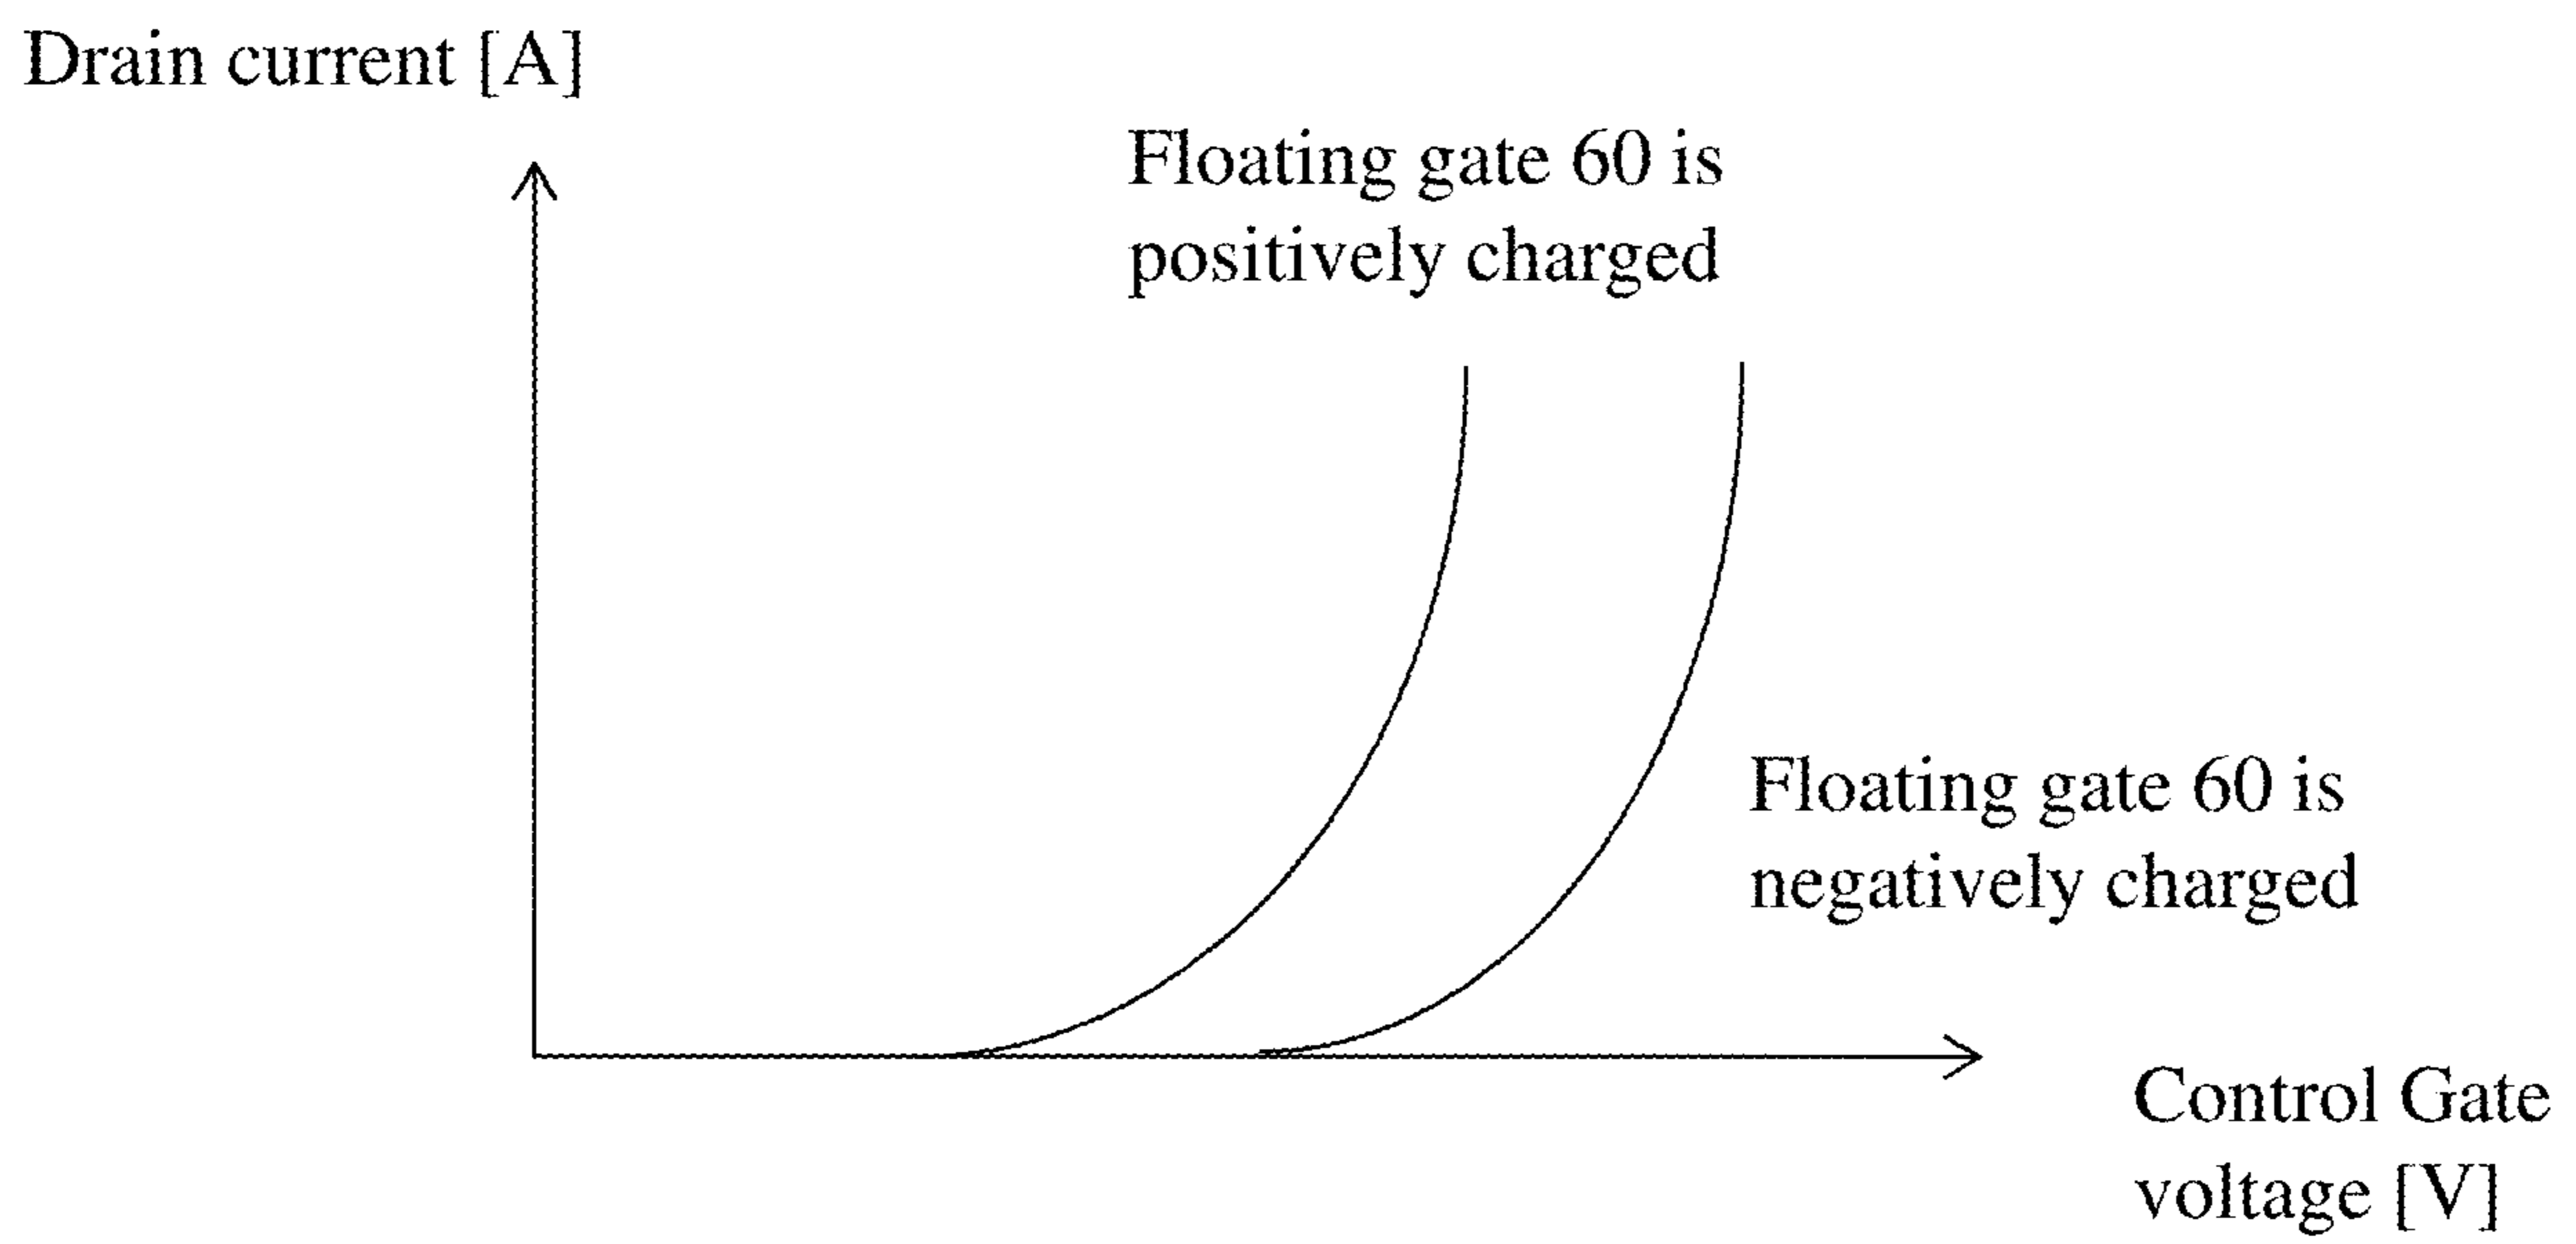 Drain current [A]
Floating gate 60 is
positively charged
Floating gate 60 is
negatively charged
Control Gate
voltage [V]